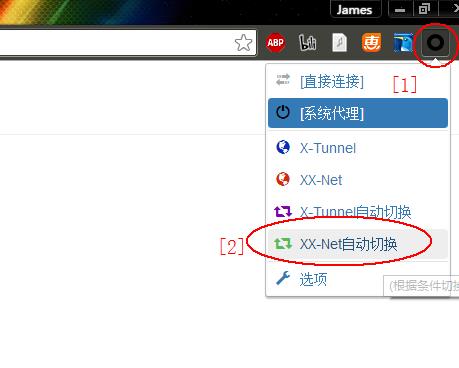 James
ABP
惠
[直接连接]
[1]
[系统代理]
X-Tunnel
XX-Net
X-Tunnel自动切换
[2]
XX-Net自动切换
选项
(根据条件切换